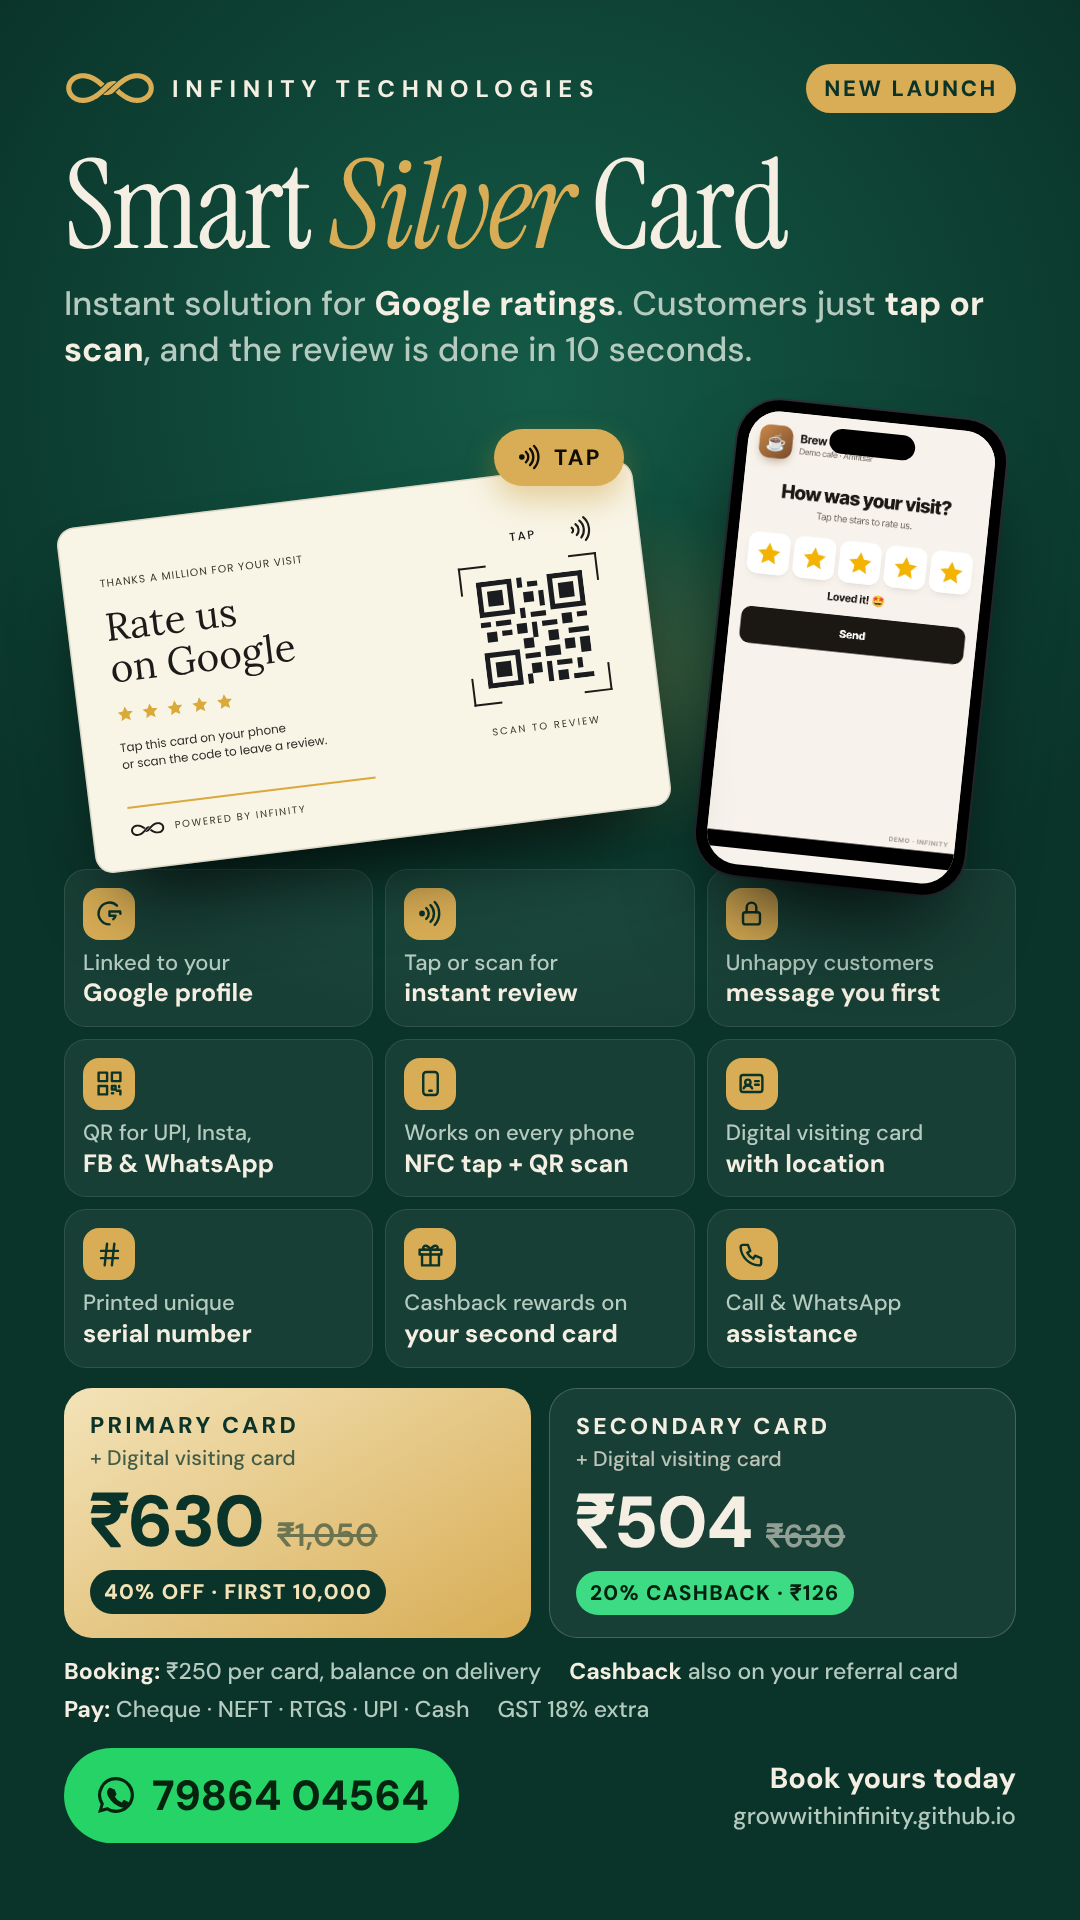 INFINITY TECHNOLOGIES
NEW LAUNCH
Smart Silver Card
Instant solution for Google ratings. Customers just tap or
scan, and the review is done in 10 seconds.
TAP
THANKS A MILLION FOR YOUR VISIT
Rate us
on Google
Tap this card on your phone
or scan the code to leave a review.
POWERED BY INFINITY
TAP
SCAN TO REVIEW
Brew
Demo cafe · Amritsar
How was your visit?
Tap the stars to rate us.
Loved it! 🤩
Send
DEMO · INFINITY
Linked to your
Google profile
Tap or scan for
instant review
Unhappy customers
message you first
QR for UPI, Insta,
FB & WhatsApp
Works on every phone
NFC tap + QR scan
Digital visiting card
with location
Printed unique
serial number
Cashback rewards on
your second card
Call & WhatsApp
assistance
PRIMARY CARD
+ Digital visiting card
₹630 ₹1,050
40% OFF · FIRST 10,000
SECONDARY CARD
+ Digital visiting card
₹504 ₹630
20% CASHBACK · ₹126
Booking: ₹250 per card, balance on delivery Cashback also on your referral card
Pay: Cheque · NEFT · RTGS · UPI · Cash GST 18% extra
79864 04564
Book yours today
growwithinfinity.github.io